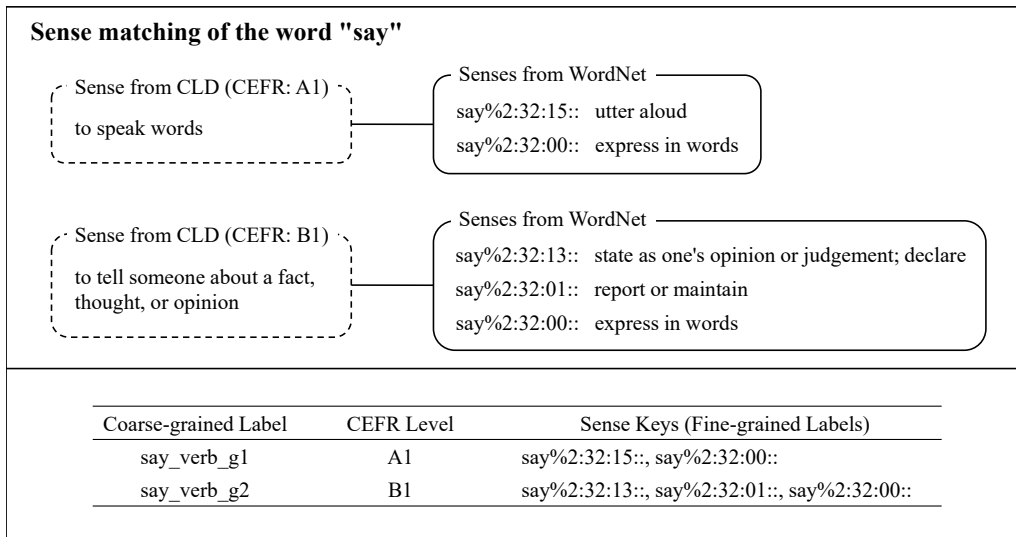 Sense matching of the word "say"
Sense from CLD (CEFR: A1)
to speak words
Senses from WordNet
say%2:32:15:: utter aloud
say%2:32:00:: express in words
Sense from CLD (CEFR: B1)
to tell someone about a fact,
thought, or opinion
Senses from WordNet
say%2:32:13:: state as one's opinion or judgement; declare
say%2:32:01:: report or maintain
say%2:32:00:: express in words
Coarse-grained Label CEFR Level Sense Keys (Fine-grained Labels)
say_verb_g1 A1 say%2:32:15::, say%2:32:00::
say_verb_g2 B1 say%2:32:13::, say%2:32:01::, say%2:32:00::